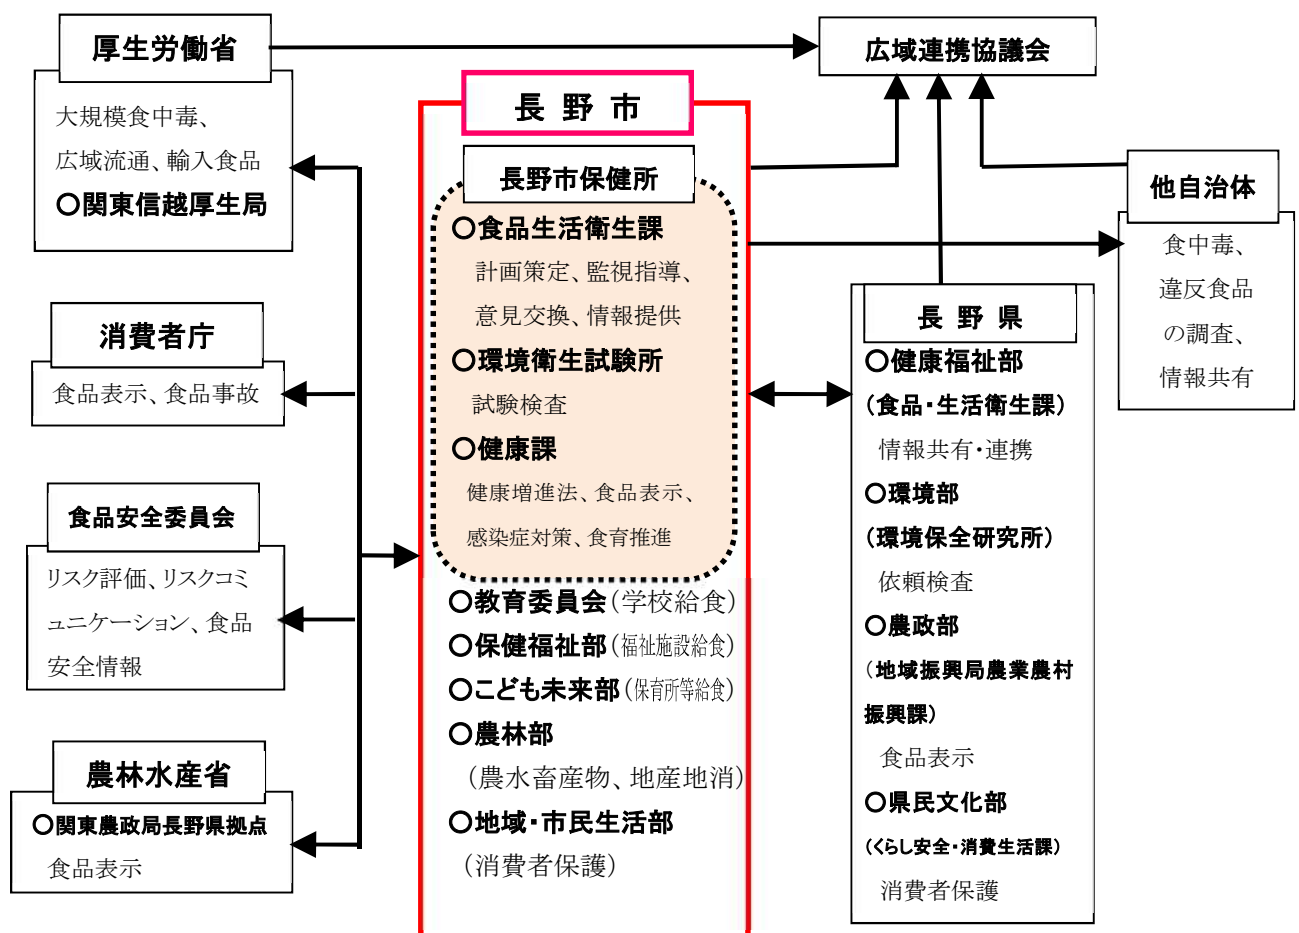 厚生労働省
大規模食中毒、
広域流通、輸入食品
〇関東信越厚生局
消費者庁
食品表示、食品事故
食品安全委員会
リスク評価、リスクコミ
ュニケーション、食品
安全情報
農林水産省
〇関東農政局長野県拠点
食品表示
長 野 市
長野市保健所
〇食品生活衛生課
計画策定、監視指導、
意見交換、情報提供
〇環境衛生試験所
試験検査
〇健康課
健康増進法、食品表示、
感染症対策、食育推進
〇教育委員会(学校給食)
〇保健福祉部(福祉施設給食)
〇こども未来部(保育所等給食)
〇農林部
(農水畜産物、地産地消)
〇地域・市民生活部
(消費者保護)
広域連携協議会
長 野 県
〇健康福祉部
(食品・生活衛生課)
情報共有・連携
〇環境部
(環境保全研究所)
依頼検査
〇農政部
(地域振興局農業農村
振興課)
食品表示
〇県民文化部
(くらし安全・消費生活課)
消費者保護
他自治体
食中毒、
違反食品
の調査、
情報共有